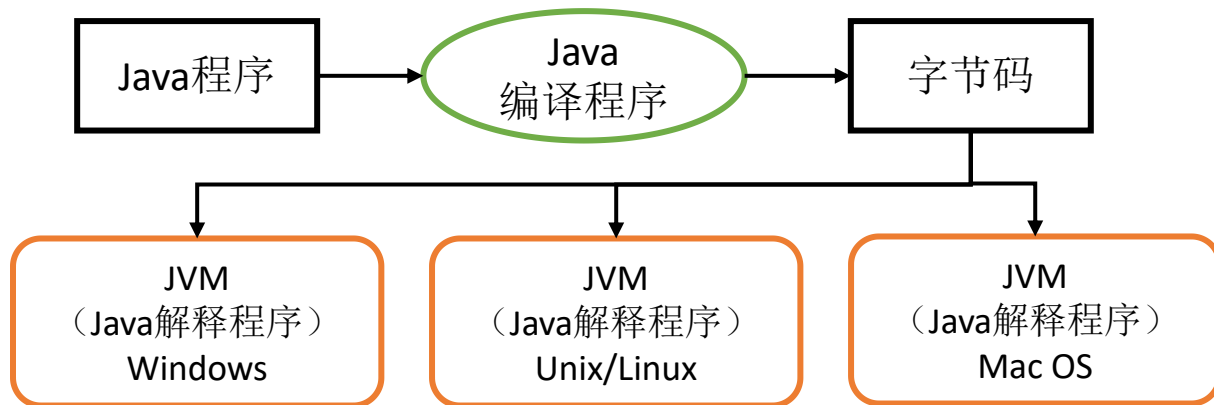 Java程序
Java
编译程序
字节码
JVM
（Java解释程序）
Windows
JVM
（Java解释程序）
Unix/Linux
JVM
（Java解释程序）
Mac OS